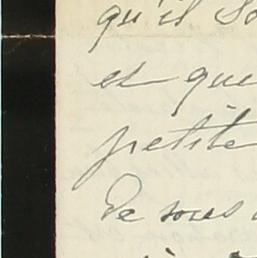 qu'il so
et que
petite
De sous